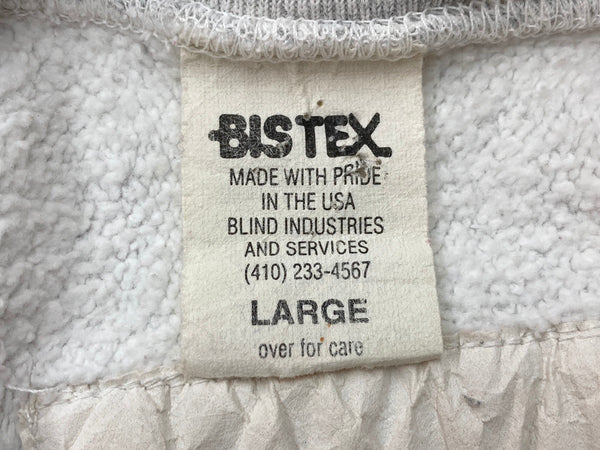 BISTEX
MADE WITH PRIDE
IN THE USA
BLIND INDUSTRIES
AND SERVICES
(410) 233-4567
LARGE
over for care